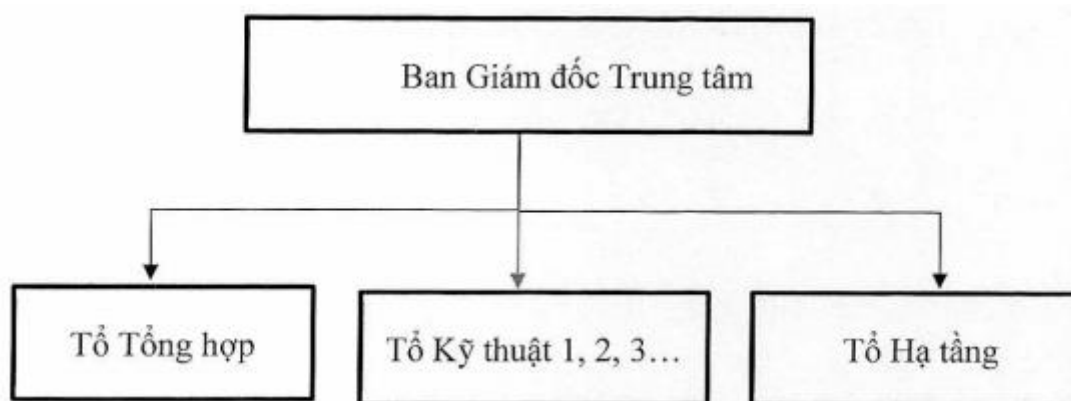 Ban Giám đốc Trung tâm
Tổ Tổng hợp
Tổ Kỹ thuật 1, 2, 3...
Tổ Hạ tầng